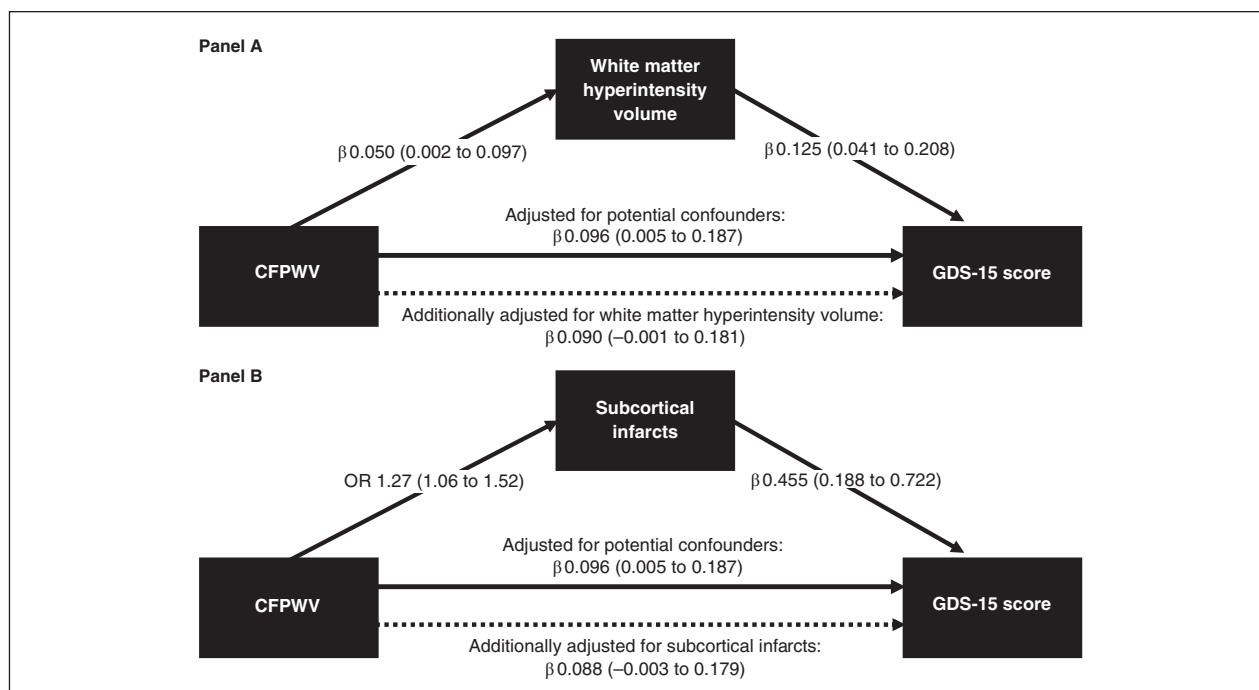 Panel A
White matter
hyperintensity
volume
β 0.050 (0.002 to 0.097)
β 0.125 (0.041 to 0.208)
Adjusted for potential confounders:
β 0.096 (0.005 to 0.187)
CFPWV
GDS-15 score
Additionally adjusted for white matter hyperintensity volume:
β 0.090 (–0.001 to 0.181)
Panel B
Subcortical
infarcts
OR 1.27 (1.06 to 1.52)
β 0.455 (0.188 to 0.722)
Adjusted for potential confounders:
β 0.096 (0.005 to 0.187)
CFPWV
GDS-15 score
Additionally adjusted for subcortical infarcts:
β 0.088 (–0.003 to 0.179)